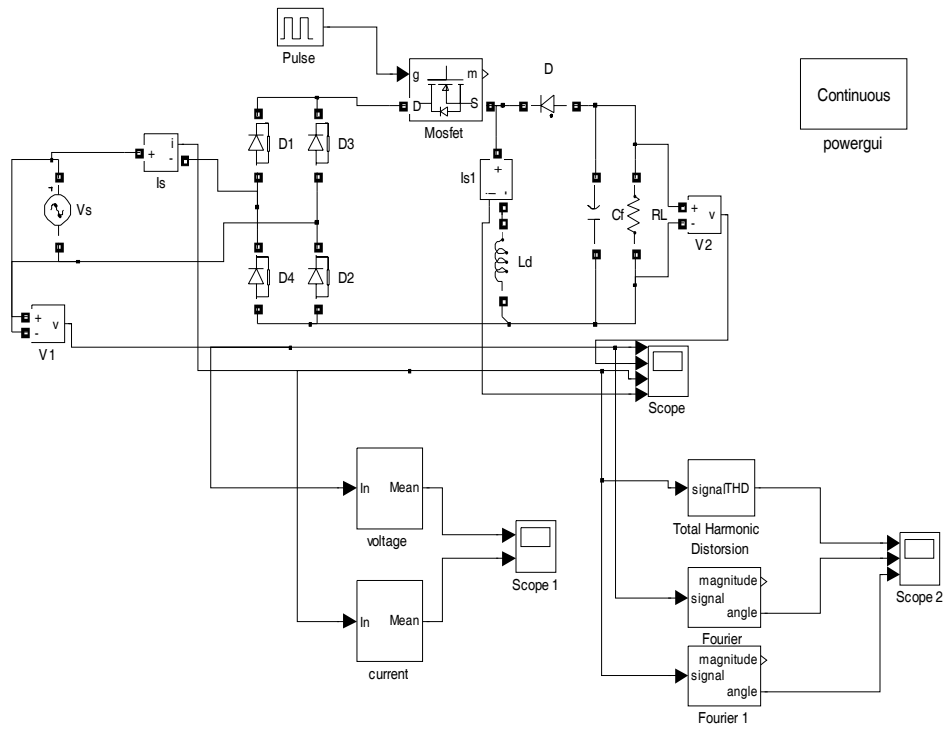 Pulse
g
m
D
S
Mosfet
D
Continuous
powergui
D1
D3
i
+
-
Is
Vs
+
-
Is1
i
Cf
RL
+
-
v
V2
D4
D2
Ld
+
-
v
V1
Scope
In
Mean
voltage
signal
THD
Total Harmonic
Distorsion
Scope 1
In
Mean
current
magnitude
signal
angle
Fourier
Scope 2
magnitude
signal
angle
Fourier 1